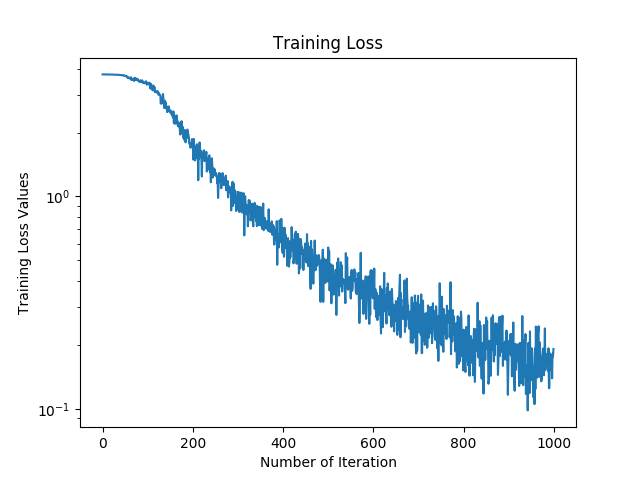 Training Loss
Training Loss Values
10⁰
10⁻¹
0 200 400 600 800 1000
Number of Iteration